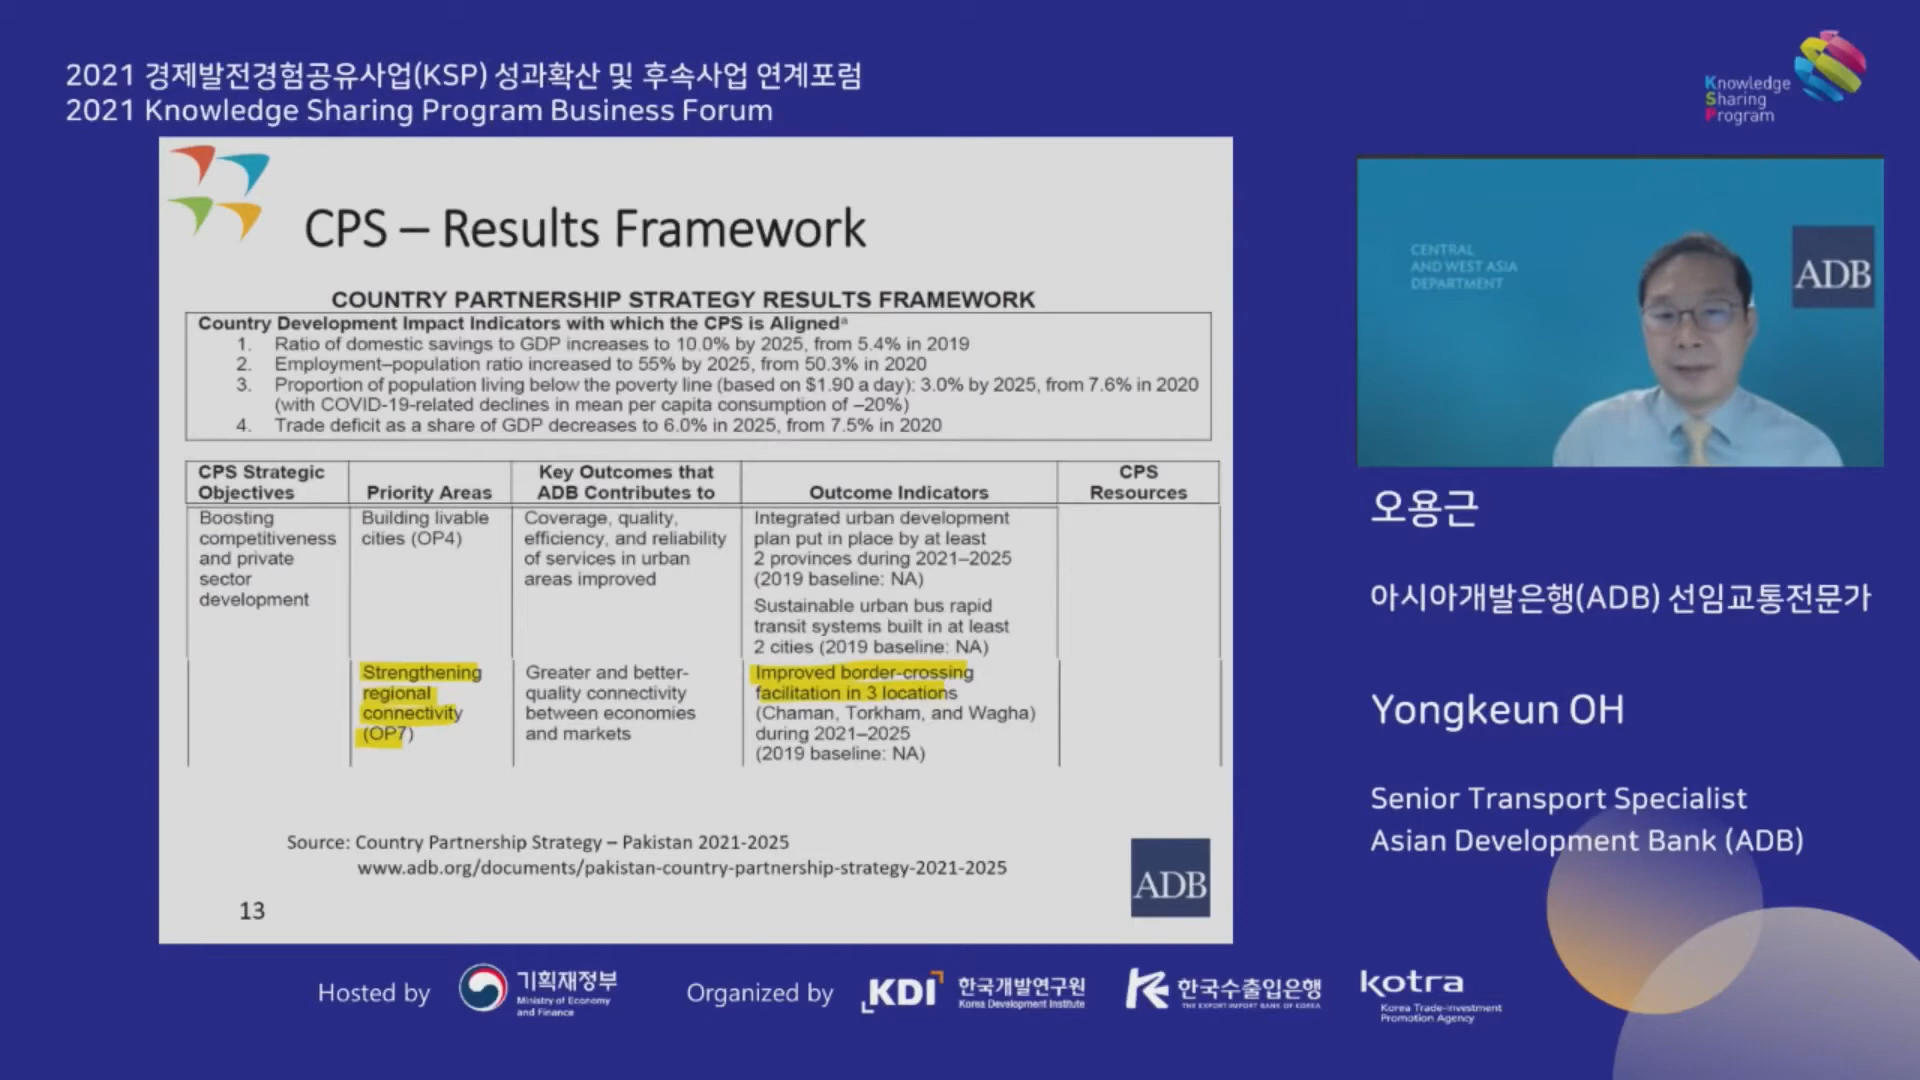 2021 경제발전경험공유사업(KSP) 성과확산 및 후속사업 연계포럼
2021 Knowledge Sharing Program Business Forum
Knowledge
Sharing
Program
CPS – Results Framework
COUNTRY PARTNERSHIP STRATEGY RESULTS FRAMEWORK
Country Development Impact Indicators with which the CPS is Alignedª
1. Ratio of domestic savings to GDP increases to 10.0% by 2025, from 5.4% in 2019
2. Employment–population ratio increased to 55% by 2025, from 50.3% in 2020
3. Proportion of population living below the poverty line (based on $1.90 a day): 3.0% by 2025, from 7.6% in 2020
(with COVID-19-related declines in mean per capita consumption of –20%)
4. Trade deficit as a share of GDP decreases to 6.0% in 2025, from 7.5% in 2020
CPS Strategic
Objectives
Priority Areas
Key Outcomes that
ADB Contributes to
Outcome Indicators
CPS
Resources
Boosting
competitiveness
and private
sector
development
Building livable
cities (OP4)
Coverage, quality,
efficiency, and reliability
of services in urban
areas improved
Integrated urban development
plan put in place by at least
2 provinces during 2021–2025
(2019 baseline: NA)
Sustainable urban bus rapid
transit systems built in at least
2 cities (2019 baseline: NA)
Strengthening
regional
connectivity
(OP7)
Greater and better-
quality connectivity
between economies
and markets
Improved border-crossing
facilitation in 3 locations
(Chaman, Torkham, and Wagha)
during 2021–2025
(2019 baseline: NA)
Source: Country Partnership Strategy – Pakistan 2021-2025
www.adb.org/documents/pakistan-country-partnership-strategy-2021-2025
13
ADB
CENTRAL
AND WEST ASIA
DEPARTMENT
ADB
오용근
아시아개발은행(ADB) 선임교통전문가
Yongkeun OH
Senior Transport Specialist
Asian Development Bank (ADB)
Hosted by
기획재정부
Ministry of Economy
and Finance
Organized by
KDI
한국개발연구원
Korea Development Institute
한국수출입은행
THE EXPORT-IMPORT BANK OF KOREA
kotra
Korea Trade-Investment
Promotion Agency